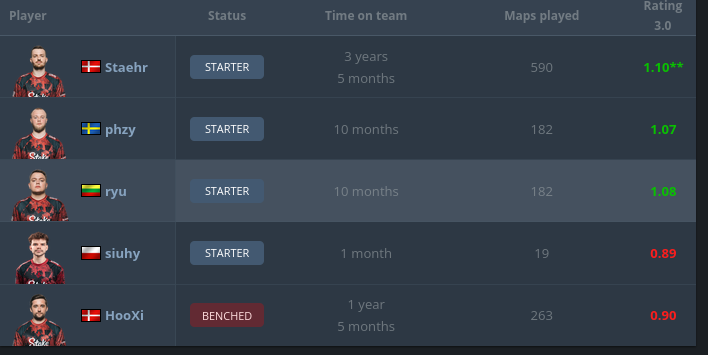 Player Status Time on team Maps played Rating 3.0
Staehr STARTER 3 years 5 months 590 1.10**
phzy STARTER 10 months 182 1.07
ryu STARTER 10 months 182 1.08
siuhy STARTER 1 month 19 0.89
HooXi BENCHED 1 year 5 months 263 0.90